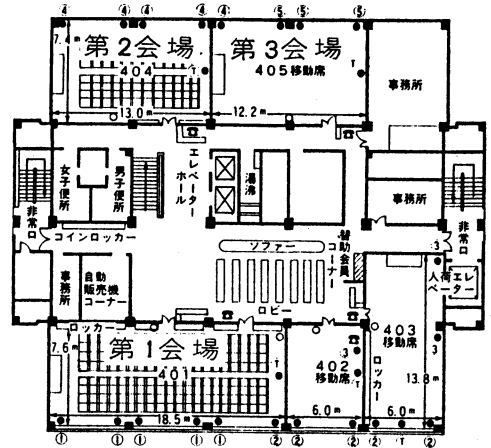 ④ ④ ④ ④ ④ ⑤ ⑤ ⑤
7.4m
第2会場
404
T
13.0m
第3会場
405移動席
T
12.2m
事務所
事務所
女子便所
男子便所
エレベーターホール
湯沸
非常口
非常口
コインロッカー
ソファー
賛助会員コーナー
ロビー
事務所
自動販売機コーナー
3
人荷エレベーター
ロッカー
7.6m
第1会場
401
T
18.5m
402
移動席
3
T
6.0m
403
移動席
ロッカー
3
13.8m
6.0m
T
① ① ① ① ① ② ② ② ②